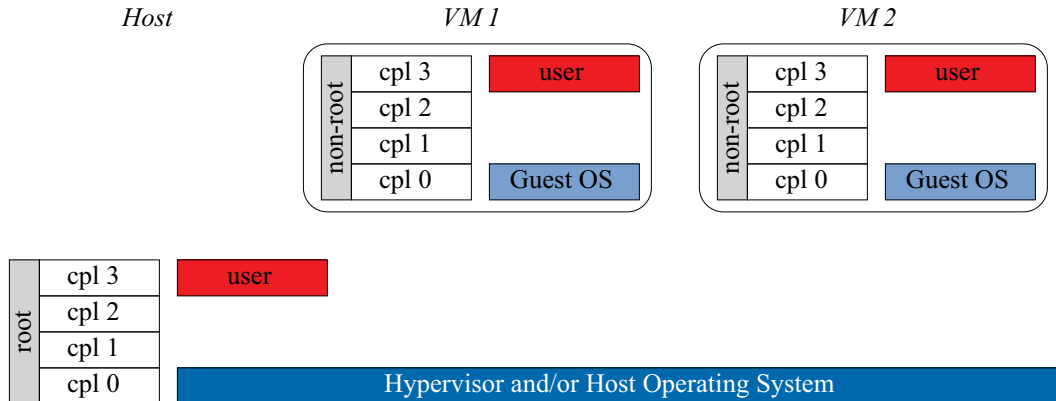 Host
VM 1
VM 2
non-root
cpl 3
user
cpl 2
cpl 1
cpl 0
Guest OS
non-root
cpl 3
user
cpl 2
cpl 1
cpl 0
Guest OS
root
cpl 3
user
cpl 2
cpl 1
cpl 0
Hypervisor and/or Host Operating System